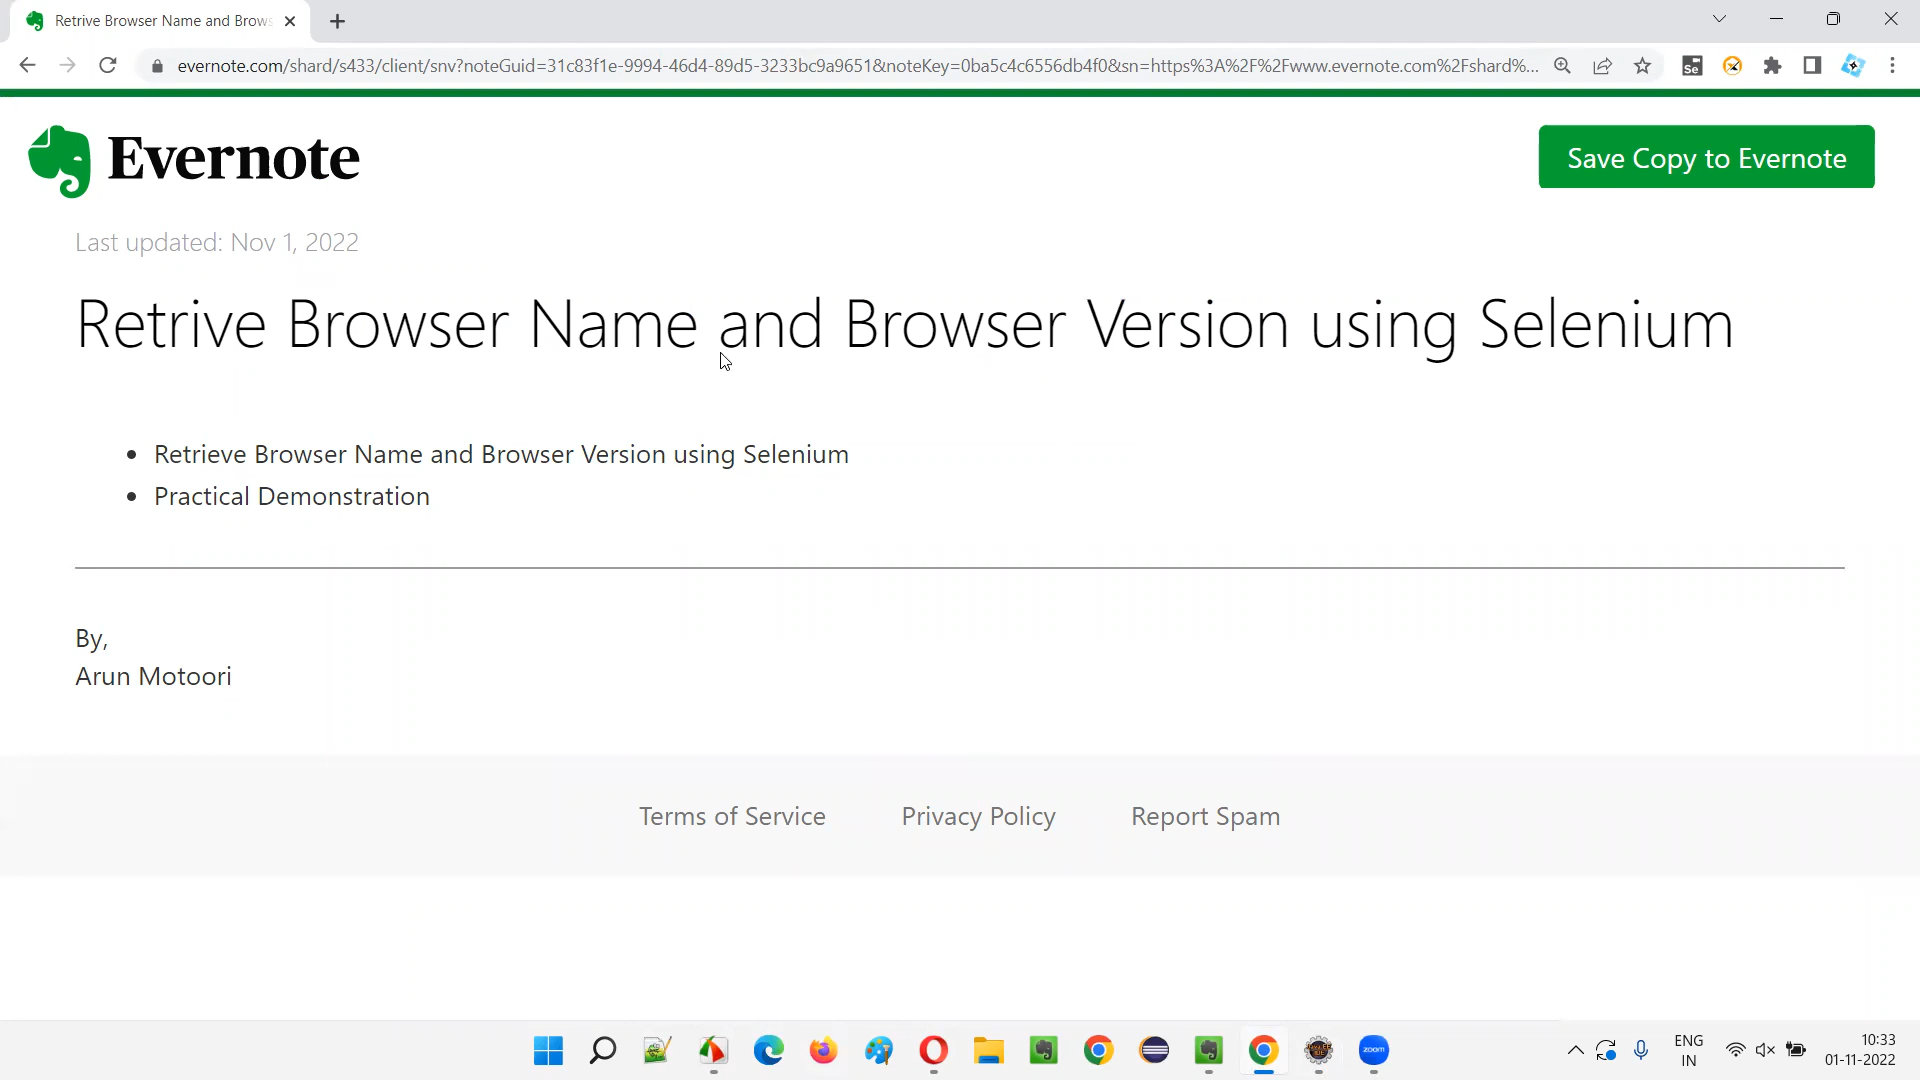 Retrive Browser Name and Brows
evernote.com/shard/s433/client/snv?noteGuid=31c83f1e-9994-46d4-89d5-3233bc9a9651&noteKey=0ba5c4c6556db4f0&sn=https%3A%2F%2Fwww.evernote.com%2Fshard%...
Se
Evernote
Save Copy to Evernote
Last updated: Nov 1, 2022
Retrive Browser Name and Browser Version using Selenium
• Retrieve Browser Name and Browser Version using Selenium
• Practical Demonstration
By,
Arun Motoori
Terms of Service Privacy Policy Report Spam
zoom
ENG
IN
10:33
01-11-2022